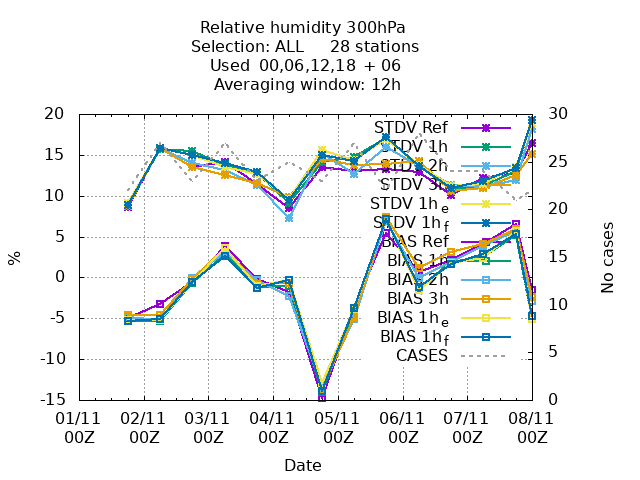 Relative humidity 300hPa
Selection: ALL 28 stations
Used 00,06,12,18 + 06
Averaging window: 12h
20
15
10
5
0
-5
-10
-15
%
30
25
20
15
10
5
0
No cases
STDV Ref
STDV 1h
STDV 2h
STDV 3h
STDV 1h e
STDV 1h f
BIAS Ref
BIAS 1h
BIAS 2h
BIAS 3h
BIAS 1h e
BIAS 1h f
CASES
01/11 02/11 03/11 04/11 05/11 06/11 07/11 08/11
00Z 00Z 00Z 00Z 00Z 00Z 00Z 00Z
Date